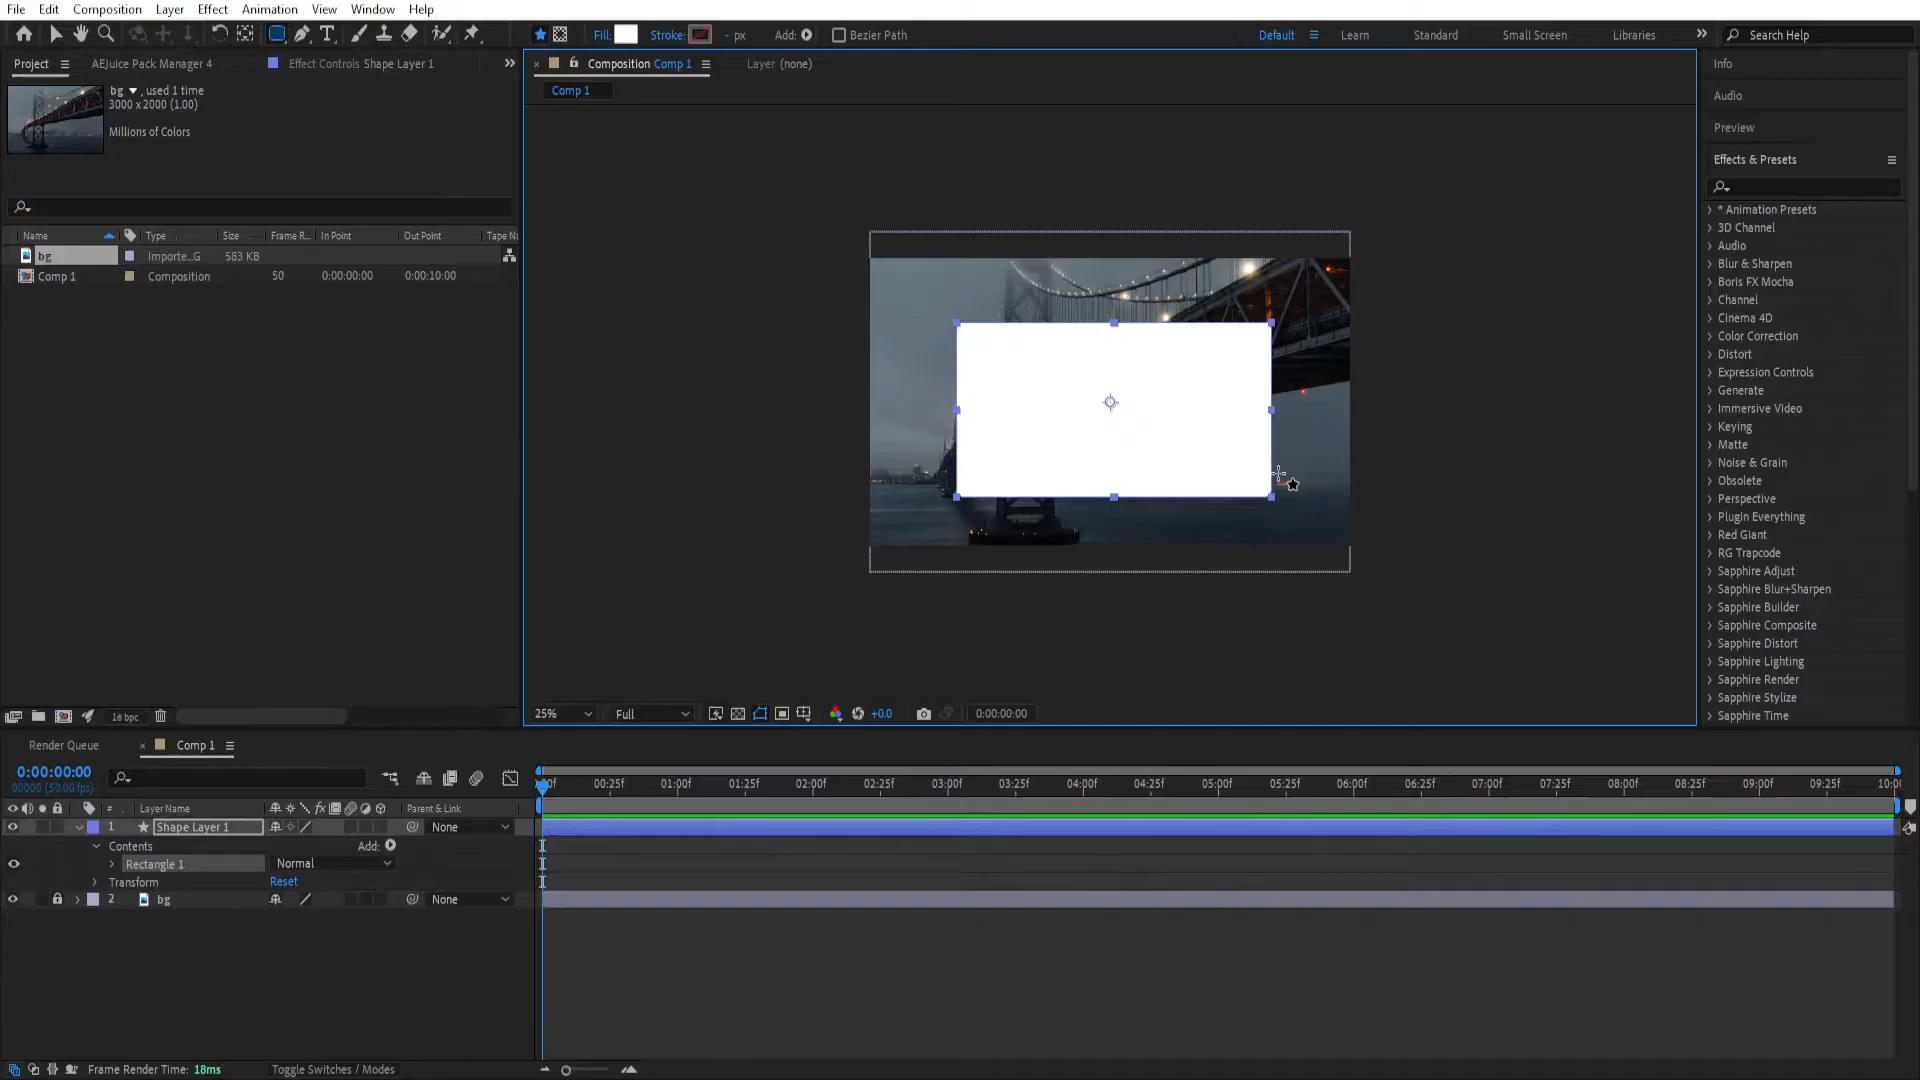 File Edit Composition Layer Effect Animation View Window Help
Fill: Stroke: - px Add: Bezier Path Default Learn Standard Small Screen Libraries Search Help
Project AEJuice Pack Manager 4 Effect Controls Shape Layer 1
Composition Comp 1 Layer (none)
Comp 1
bg , used 1 time
3000 x 2000 (1.00)
Millions of Colors
Name Type Size Frame R... In Point Out Point Tape N
bg Importe...G 583 KB
Comp 1 Composition 50 0:00:00:00 0:00:10:00
16 bpc
25% Full +0.0 0:00:00:00
Info
Audio
Preview
Effects & Presets
* Animation Presets
3D Channel
Audio
Blur & Sharpen
Boris FX Mocha
Channel
Cinema 4D
Color Correction
Distort
Expression Controls
Generate
Immersive Video
Keying
Matte
Noise & Grain
Obsolete
Perspective
Plugin Everything
Red Giant
RG Trapcode
Sapphire Adjust
Sapphire Blur+Sharpen
Sapphire Builder
Sapphire Composite
Sapphire Distort
Sapphire Lighting
Sapphire Render
Sapphire Stylize
Sapphire Time
Render Queue Comp 1
0:00:00:00
00000 (50.00 fps)
00f 00:25f 01:00f 01:25f 02:00f 02:25f 03:00f 03:25f 04:00f 04:25f 05:00f 05:25f 06:00f 06:25f 07:00f 07:25f 08:00f 08:25f 09:00f 09:25f 10:00
# Layer Name fx Parent & Link
1 Shape Layer 1 None
Contents Add:
Rectangle 1 Normal
Transform Reset
2 bg None
Frame Render Time: 18ms Toggle Switches / Modes